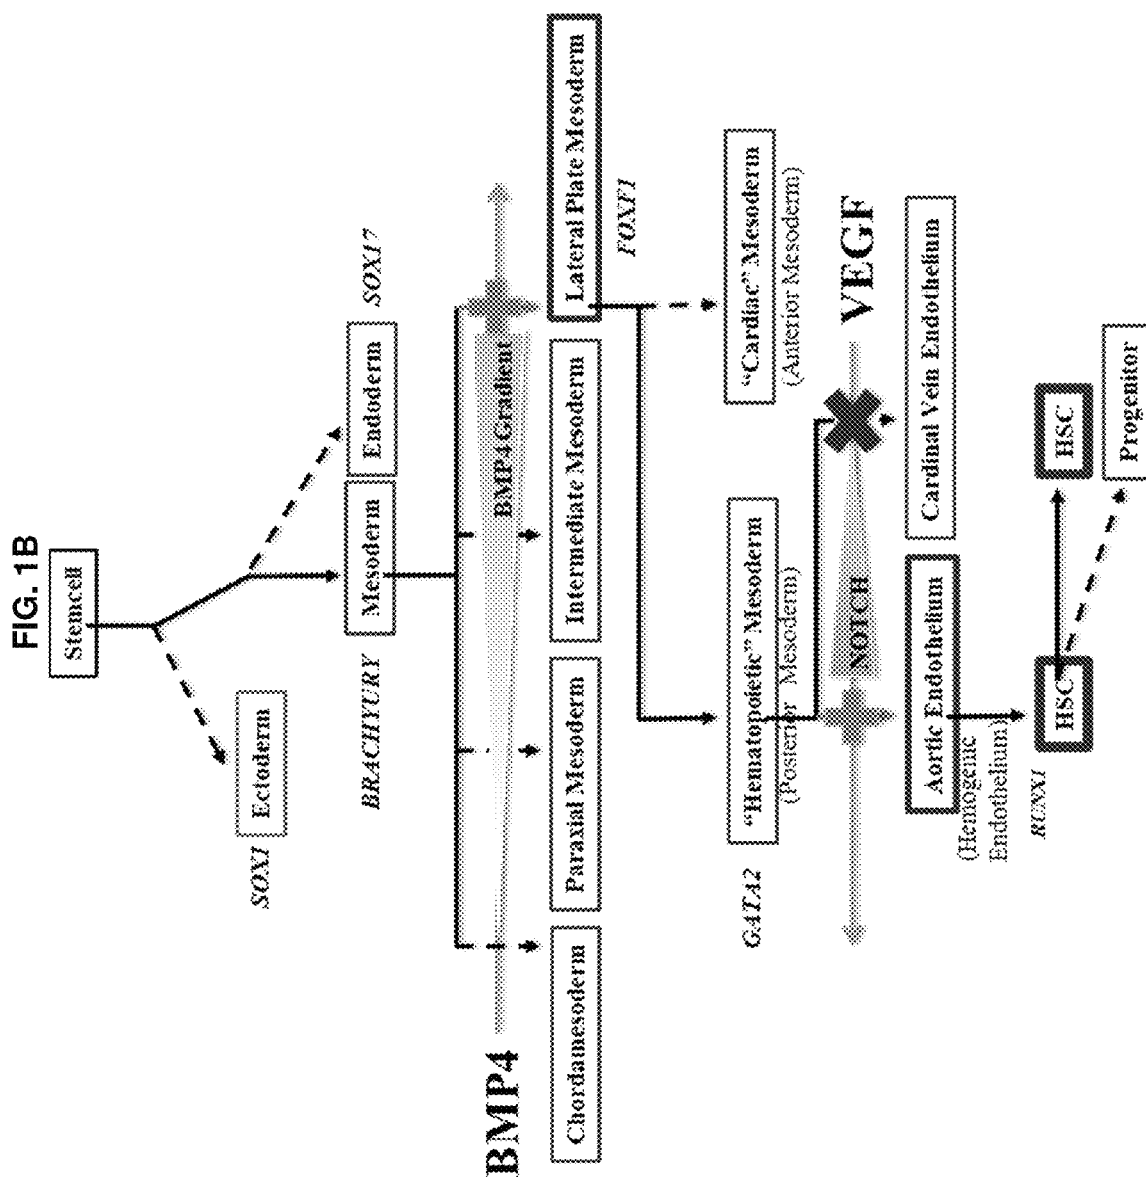 FIG. 1B
Stemcell
SOX1
Ectoderm
Mesoderm
Endoderm
SOX17
BRACHYURY
BMP4
BMP4 Gradient
Chordamesoderm
Paraxial Mesoderm
Intermediate Mesoderm
Lateral Plate Mesoderm
FOXF1
GATA2
"Hematopoietic" Mesoderm
(Posterior Mesoderm)
"Cardiac" Mesoderm
(Anterior Mesoderm)
NOTCH
VEGF
Aortic Endothelium
(Hemogenic
Endothelium)
Cardinal Vein Endothelium
RUNX1
HSC
HSC
Progenitor